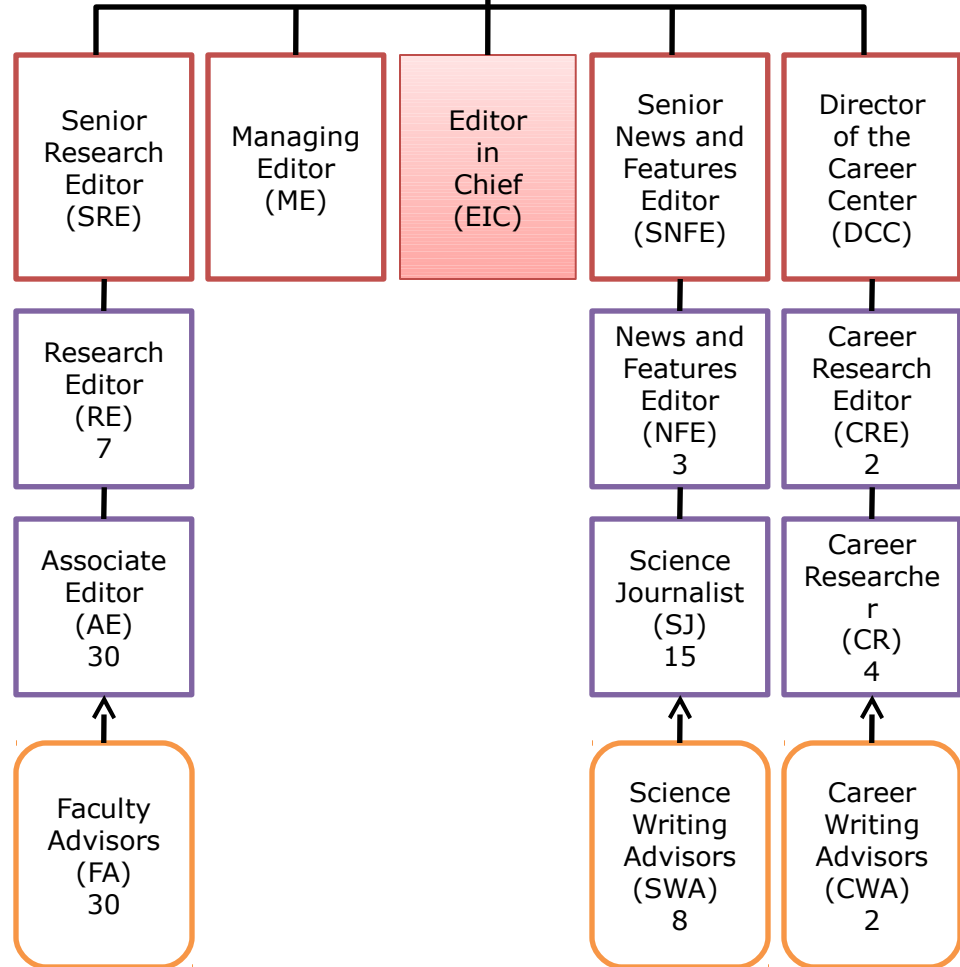 Senior
Research
Editor
(SRE)
Managing
Editor
(ME)
Editor
in
Chief
(EIC)
Senior
News and
Features
Editor
(SNFE)
Director
of the
Career
Center
(DCC)
Research
Editor
(RE)
7
News and
Features
Editor
(NFE)
3
Career
Research
Editor
(CRE)
2
Associate
Editor
(AE)
30
Science
Journalist
(SJ)
15
Career
Researche
r
(CR)
4
Faculty
Advisors
(FA)
30
Science
Writing
Advisors
(SWA)
8
Career
Writing
Advisors
(CWA)
2